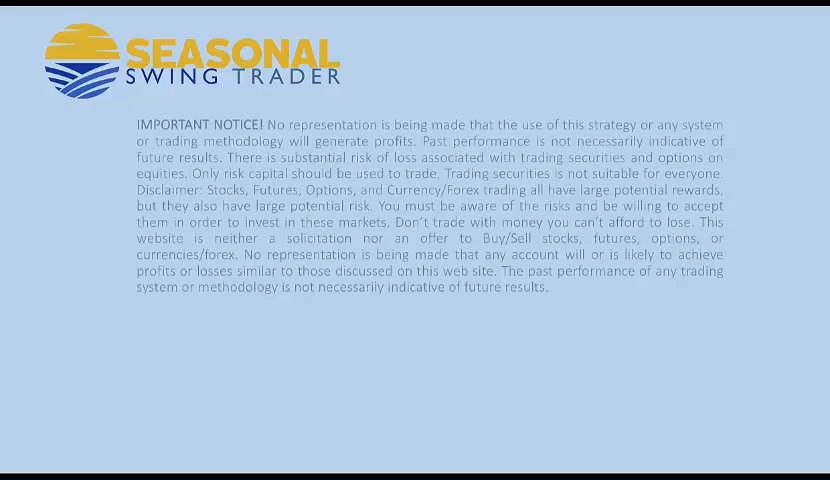 SEASONAL
SWING TRADER
IMPORTANT NOTICE! No representation is being made that the use of this strategy or any system
or trading methodology will generate profits. Past performance is not necessarily indicative of
future results. There is substantial risk of loss associated with trading securities and options on
equities. Only risk capital should be used to trade. Trading securities is not suitable for everyone.
Disclaimer: Stocks, Futures, Options, and Currency/Forex trading all have large potential rewards,
but they also have large potential risk. You must be aware of the risks and be willing to accept
them in order to invest in these markets. Don't trade with money you can't afford to lose. This
website is neither a solicitation nor an offer to Buy/Sell stocks, futures, options, or
currencies/forex. No representation is being made that any account will or is likely to achieve
profits or losses similar to those discussed on this web site. The past performance of any trading
system or methodology is not necessarily indicative of future results.